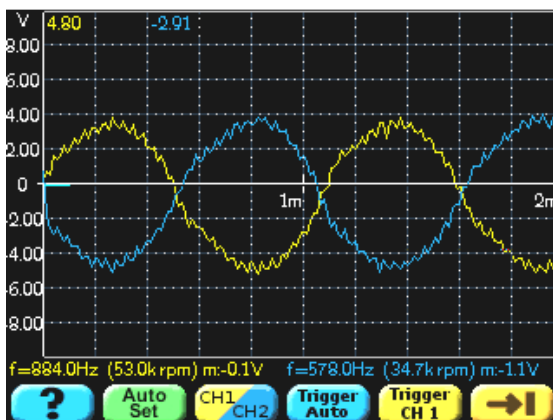 V 4.80 -2.91
8.00
4.00
2.00
0
1m
2m
-2.00
-4.00
-6.00
-8.00
f=884.0Hz (53.0k rpm) m:-0.1V f=578.0Hz (34.7k rpm) m:-1.1V
? Auto Set CH1 CH2 Trigger Auto Trigger CH 1